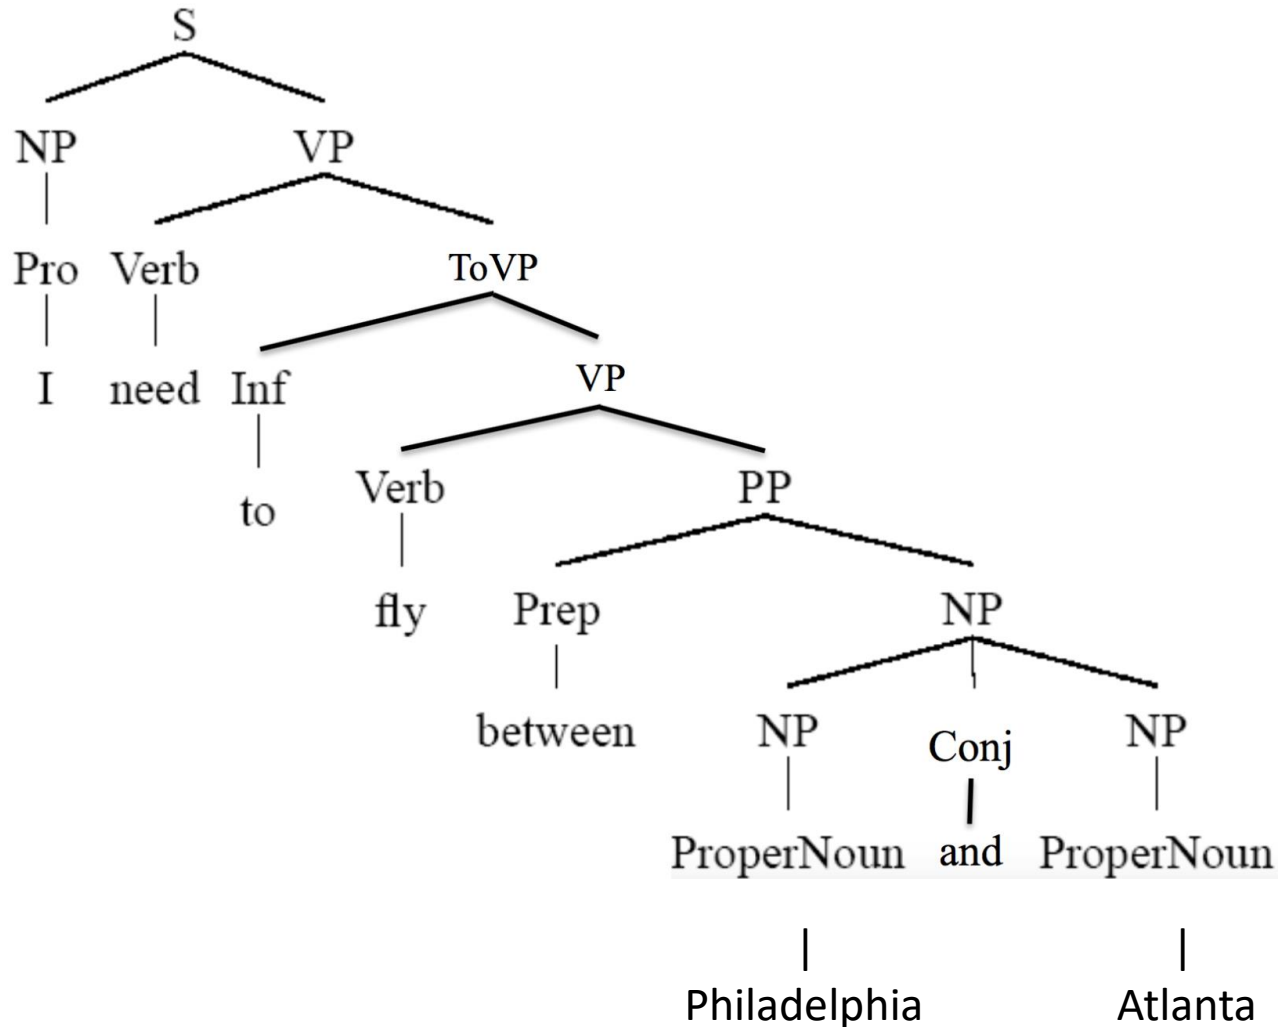 S
NP VP
Pro Verb ToVP
I need Inf VP
to Verb PP
fly Prep NP
between NP Conj NP
ProperNoun and ProperNoun
Philadelphia Atlanta